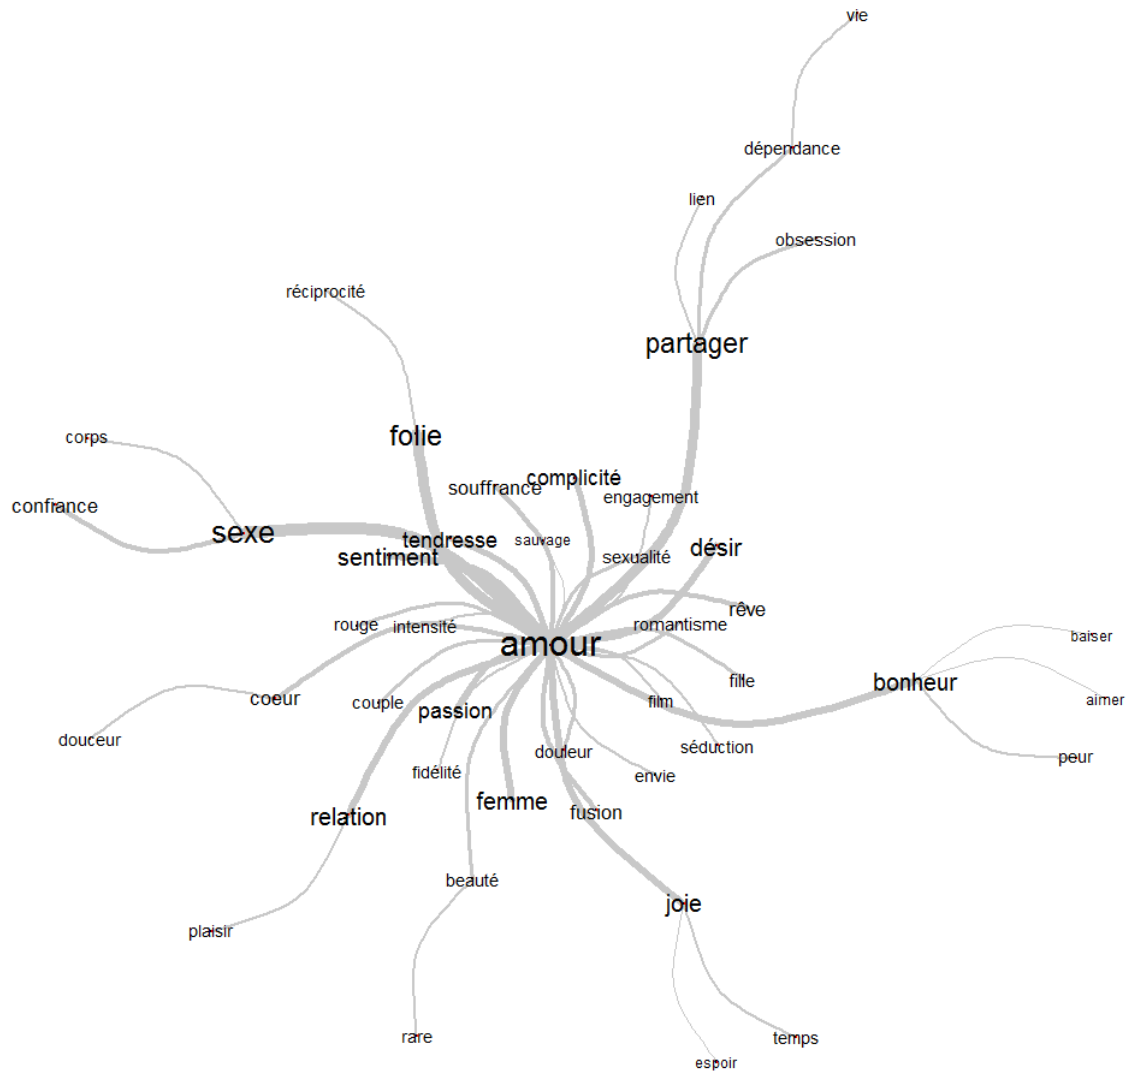 vie
dépendance
lien
obsession
réciprocité
partager
folie
corps
complicité
souffrance
engagement
confiance
sexe
tendresse
sauvage
désir
sentiment
sexualité
rêve
rouge
intensité
romantisme
baiser
amour
fille
bonheur
coeur
couple
film
aimer
passion
douceur
séduction
douleur
peur
fidélité
envie
femme
fusion
relation
beauté
joie
plaisir
rare
temps
espoir